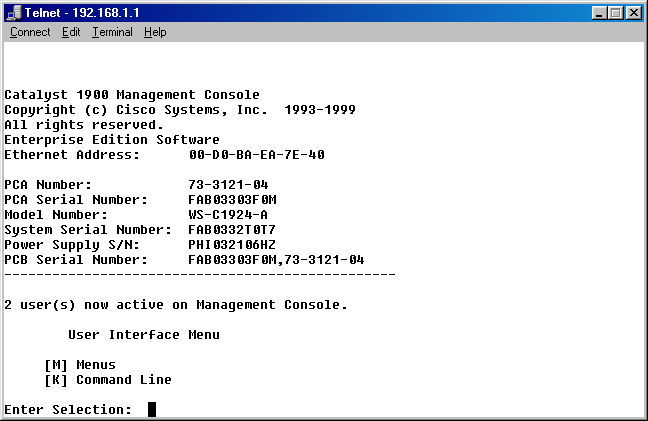 Telnet - 192.168.1.1
Connect Edit Terminal Help
Catalyst 1900 Management Console
Copyright (c) Cisco Systems, Inc.  1993-1999
All rights reserved.
Enterprise Edition Software
Ethernet Address:      00-D0-BA-EA-7E-40
PCA Number:            73-3121-04
PCA Serial Number:     FAB03303F0M
Model Number:          WS-C1924-A
System Serial Number:  FAB0332T0T7
Power Supply S/N:      PHI032106HZ
PCB Serial Number:     FAB03303F0M,73-3121-04
-------------------------------------------------
2 user(s) now active on Management Console.
User Interface Menu
[M] Menus
[K] Command Line
Enter Selection: